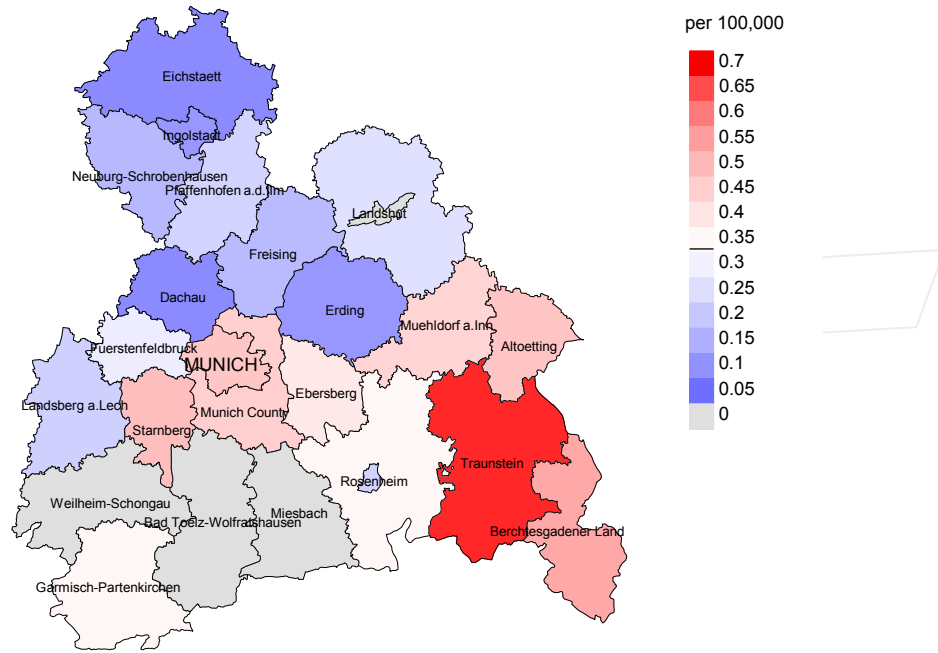 per 100,000
0.7
0.65
0.6
0.55
0.5
0.45
0.4
0.35
0.3
0.25
0.2
0.15
0.1
0.05
0
Eichstaett
Ingolstadt
Neuburg-Schrobenhausen
Pfaffenhofen a.d.Ilm
Landshut
Freising
Dachau
Erding
Muehldorf a.Inn
Altoetting
Fuerstenfeldbruck
MUNICH
Ebersberg
Landsberg a.Lech
Munich County
Starnberg
Traunstein
Rosenheim
Weilheim-Schongau
Miesbach
Bad Toelz-Wolfratshausen
Berchtesgadener Land
Garmisch-Partenkirchen